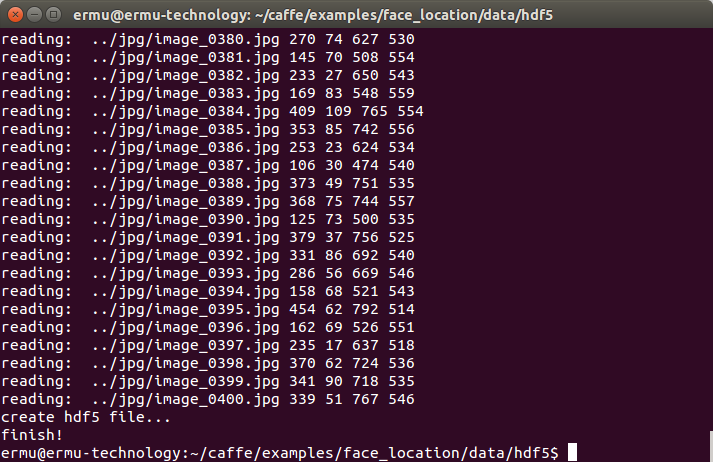 ermu@ermu-technology: ~/caffe/examples/face_location/data/hdf5
reading:  ../jpg/image_0380.jpg 270 74 627 530
reading:  ../jpg/image_0381.jpg 145 70 508 554
reading:  ../jpg/image_0382.jpg 233 27 650 543
reading:  ../jpg/image_0383.jpg 169 83 548 559
reading:  ../jpg/image_0384.jpg 409 109 765 554
reading:  ../jpg/image_0385.jpg 353 85 742 556
reading:  ../jpg/image_0386.jpg 253 23 624 534
reading:  ../jpg/image_0387.jpg 106 30 474 540
reading:  ../jpg/image_0388.jpg 373 49 751 535
reading:  ../jpg/image_0389.jpg 368 75 744 557
reading:  ../jpg/image_0390.jpg 125 73 500 535
reading:  ../jpg/image_0391.jpg 379 37 756 525
reading:  ../jpg/image_0392.jpg 331 86 692 540
reading:  ../jpg/image_0393.jpg 286 56 669 546
reading:  ../jpg/image_0394.jpg 158 68 521 543
reading:  ../jpg/image_0395.jpg 454 62 792 514
reading:  ../jpg/image_0396.jpg 162 69 526 551
reading:  ../jpg/image_0397.jpg 235 17 637 518
reading:  ../jpg/image_0398.jpg 370 62 724 536
reading:  ../jpg/image_0399.jpg 341 90 718 535
reading:  ../jpg/image_0400.jpg 339 51 767 546
create hdf5 file...
finish!
ermu@ermu-technology:~/caffe/examples/face_location/data/hdf5$